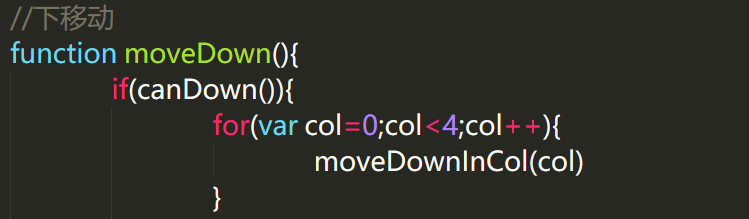 //下移动
function moveDown(){
if(canDown()){
for(var col=0;col<4;col++){
moveDownInCol(col)
}